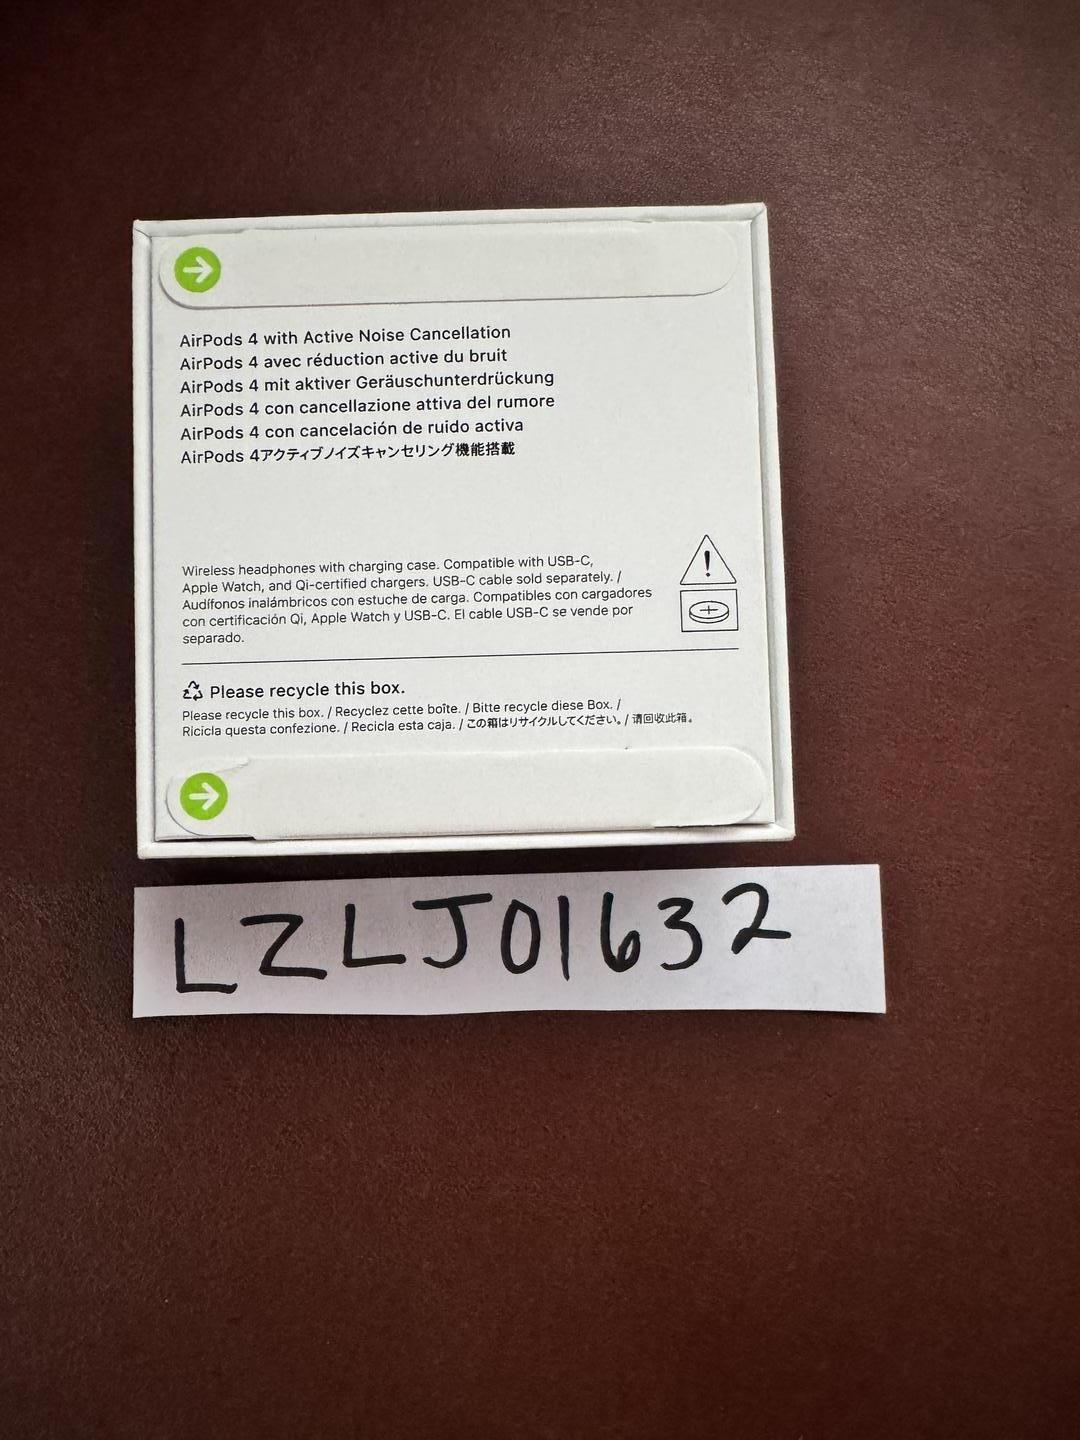 AirPods 4 with Active Noise Cancellation
AirPods 4 avec réduction active du bruit
AirPods 4 mit aktiver Geräuschunterdrückung
AirPods 4 con cancellazione attiva del rumore
AirPods 4 con cancelación de ruido activa
AirPods 4アクティブノイズキャンセリング機能搭載
Wireless headphones with charging case. Compatible with USB-C,
Apple Watch, and Qi-certified chargers. USB-C cable sold separately. /
Audífonos inalámbricos con estuche de carga. Compatibles con cargadores
con certificación Qi, Apple Watch y USB-C. El cable USB-C se vende por
separado.
Please recycle this box.
Please recycle this box. / Recyclez cette boîte. / Bitte recycle diese Box. /
Ricicla questa confezione. / Recicla esta caja. / この箱はリサイクルしてください。/ 请回收此箱。
LZLJ01632